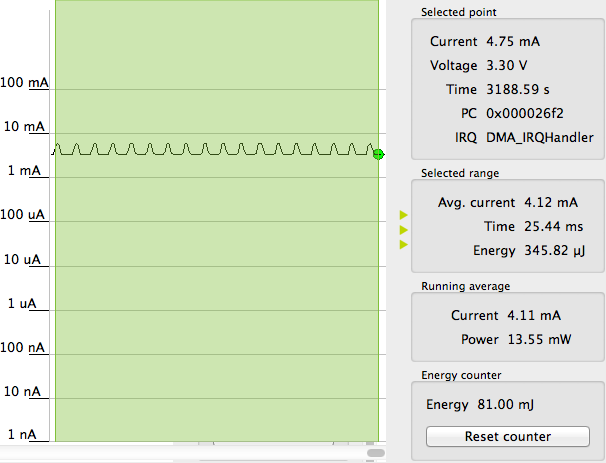 100 mA
10 mA
1 mA
100 uA
10 uA
1 uA
100 nA
10 nA
1 nA
Selected point
Current 4.75 mA
Voltage 3.30 V
Time 3188.59 s
PC 0x000026f2
IRQ DMA_IRQHandler
Selected range
Avg. current 4.12 mA
Time 25.44 ms
Energy 345.82 µJ
Running average
Current 4.11 mA
Power 13.55 mW
Energy counter
Energy 81.00 mJ
Reset counter